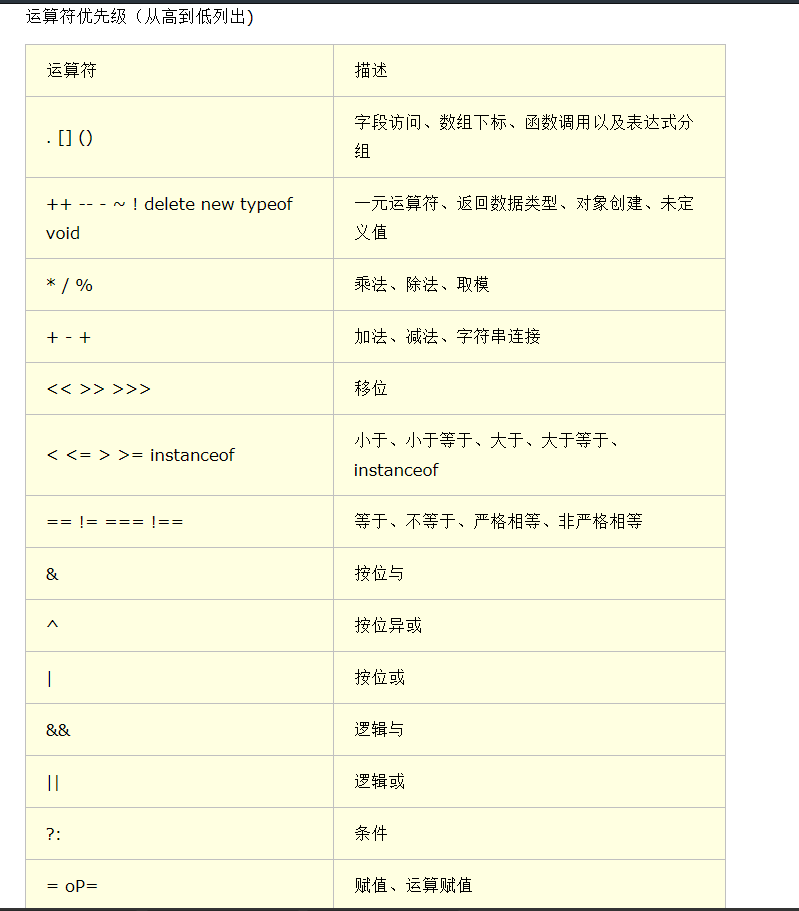 运算符优先级（从高到低列出)
运算符 描述
. [] () 字段访问、数组下标、函数调用以及表达式分
组
++ -- - ~ ! delete new typeof
void
一元运算符、返回数据类型、对象创建、未定
义值
* / % 乘法、除法、取模
+ - + 加法、减法、字符串连接
<< >> >>> 移位
< <= > >= instanceof 小于、小于等于、大于、大于等于、
instanceof
== != === !== 等于、不等于、严格相等、非严格相等
& 按位与
^ 按位异或
| 按位或
&& 逻辑与
|| 逻辑或
?: 条件
= oP= 赋值、运算赋值